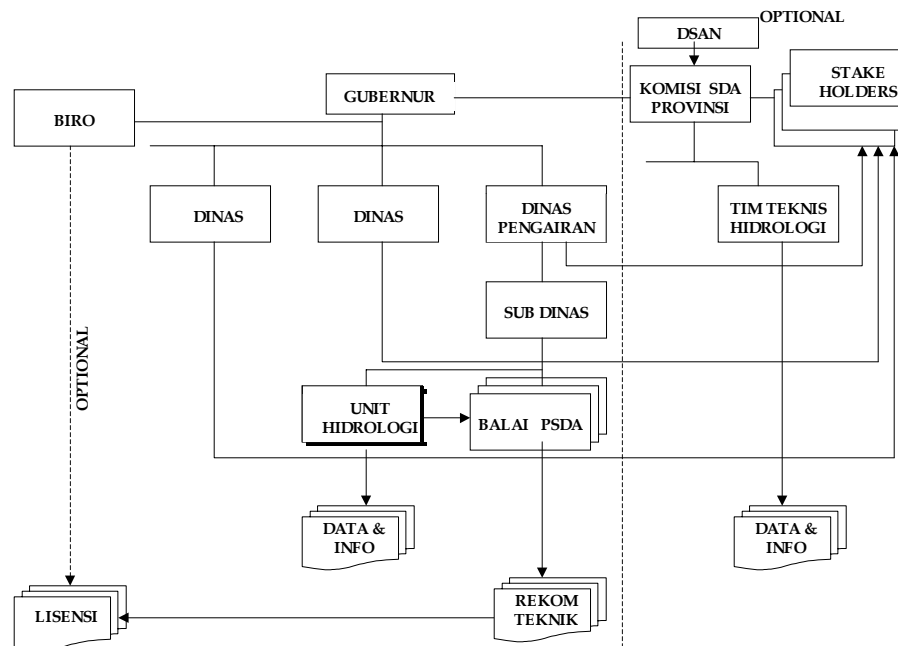 OPTIONAL
DSAN
STAKE
HOLDERS
KOMISI SDA
PROVINSI
GUBERNUR
BIRO
DINAS
DINAS
DINAS
PENGAIRAN
TIM TEKNIS
HIDROLOGI
SUB DINAS
OPTIONAL
UNIT
HIDROLOGI
BALAI PSDA
DATA &
INFO
DATA &
INFO
LISENSI
REKOM
TEKNIK